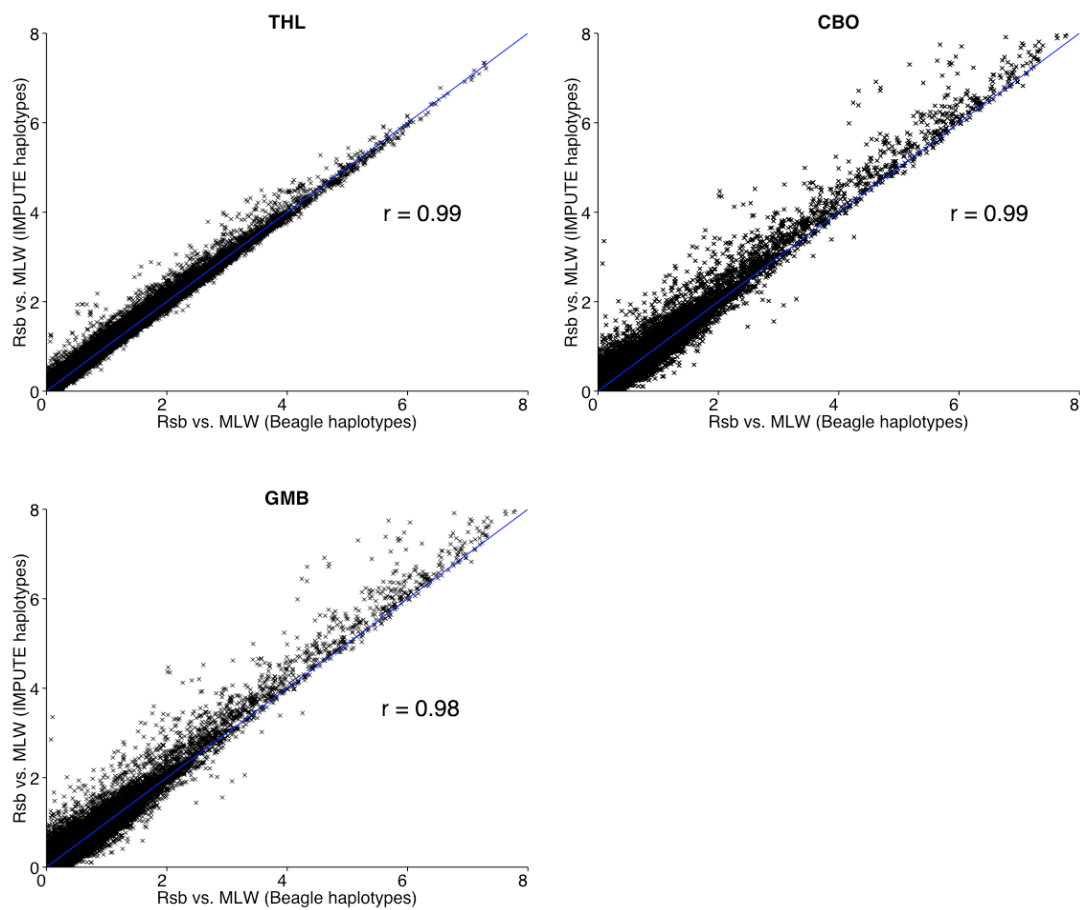 THL
Rsb vs. MLW (IMPUTE haplotypes)
8
6
4
2
0
r = 0.99
0 2 4 6 8
Rsb vs. MLW (Beagle haplotypes)
CBO
Rsb vs. MLW (IMPUTE haplotypes)
8
6
4
2
0
r = 0.99
0 2 4 6 8
Rsb vs. MLW (Beagle haplotypes)
GMB
Rsb vs. MLW (IMPUTE haplotypes)
8
6
4
2
0
r = 0.98
0 2 4 6 8
Rsb vs. MLW (Beagle haplotypes)